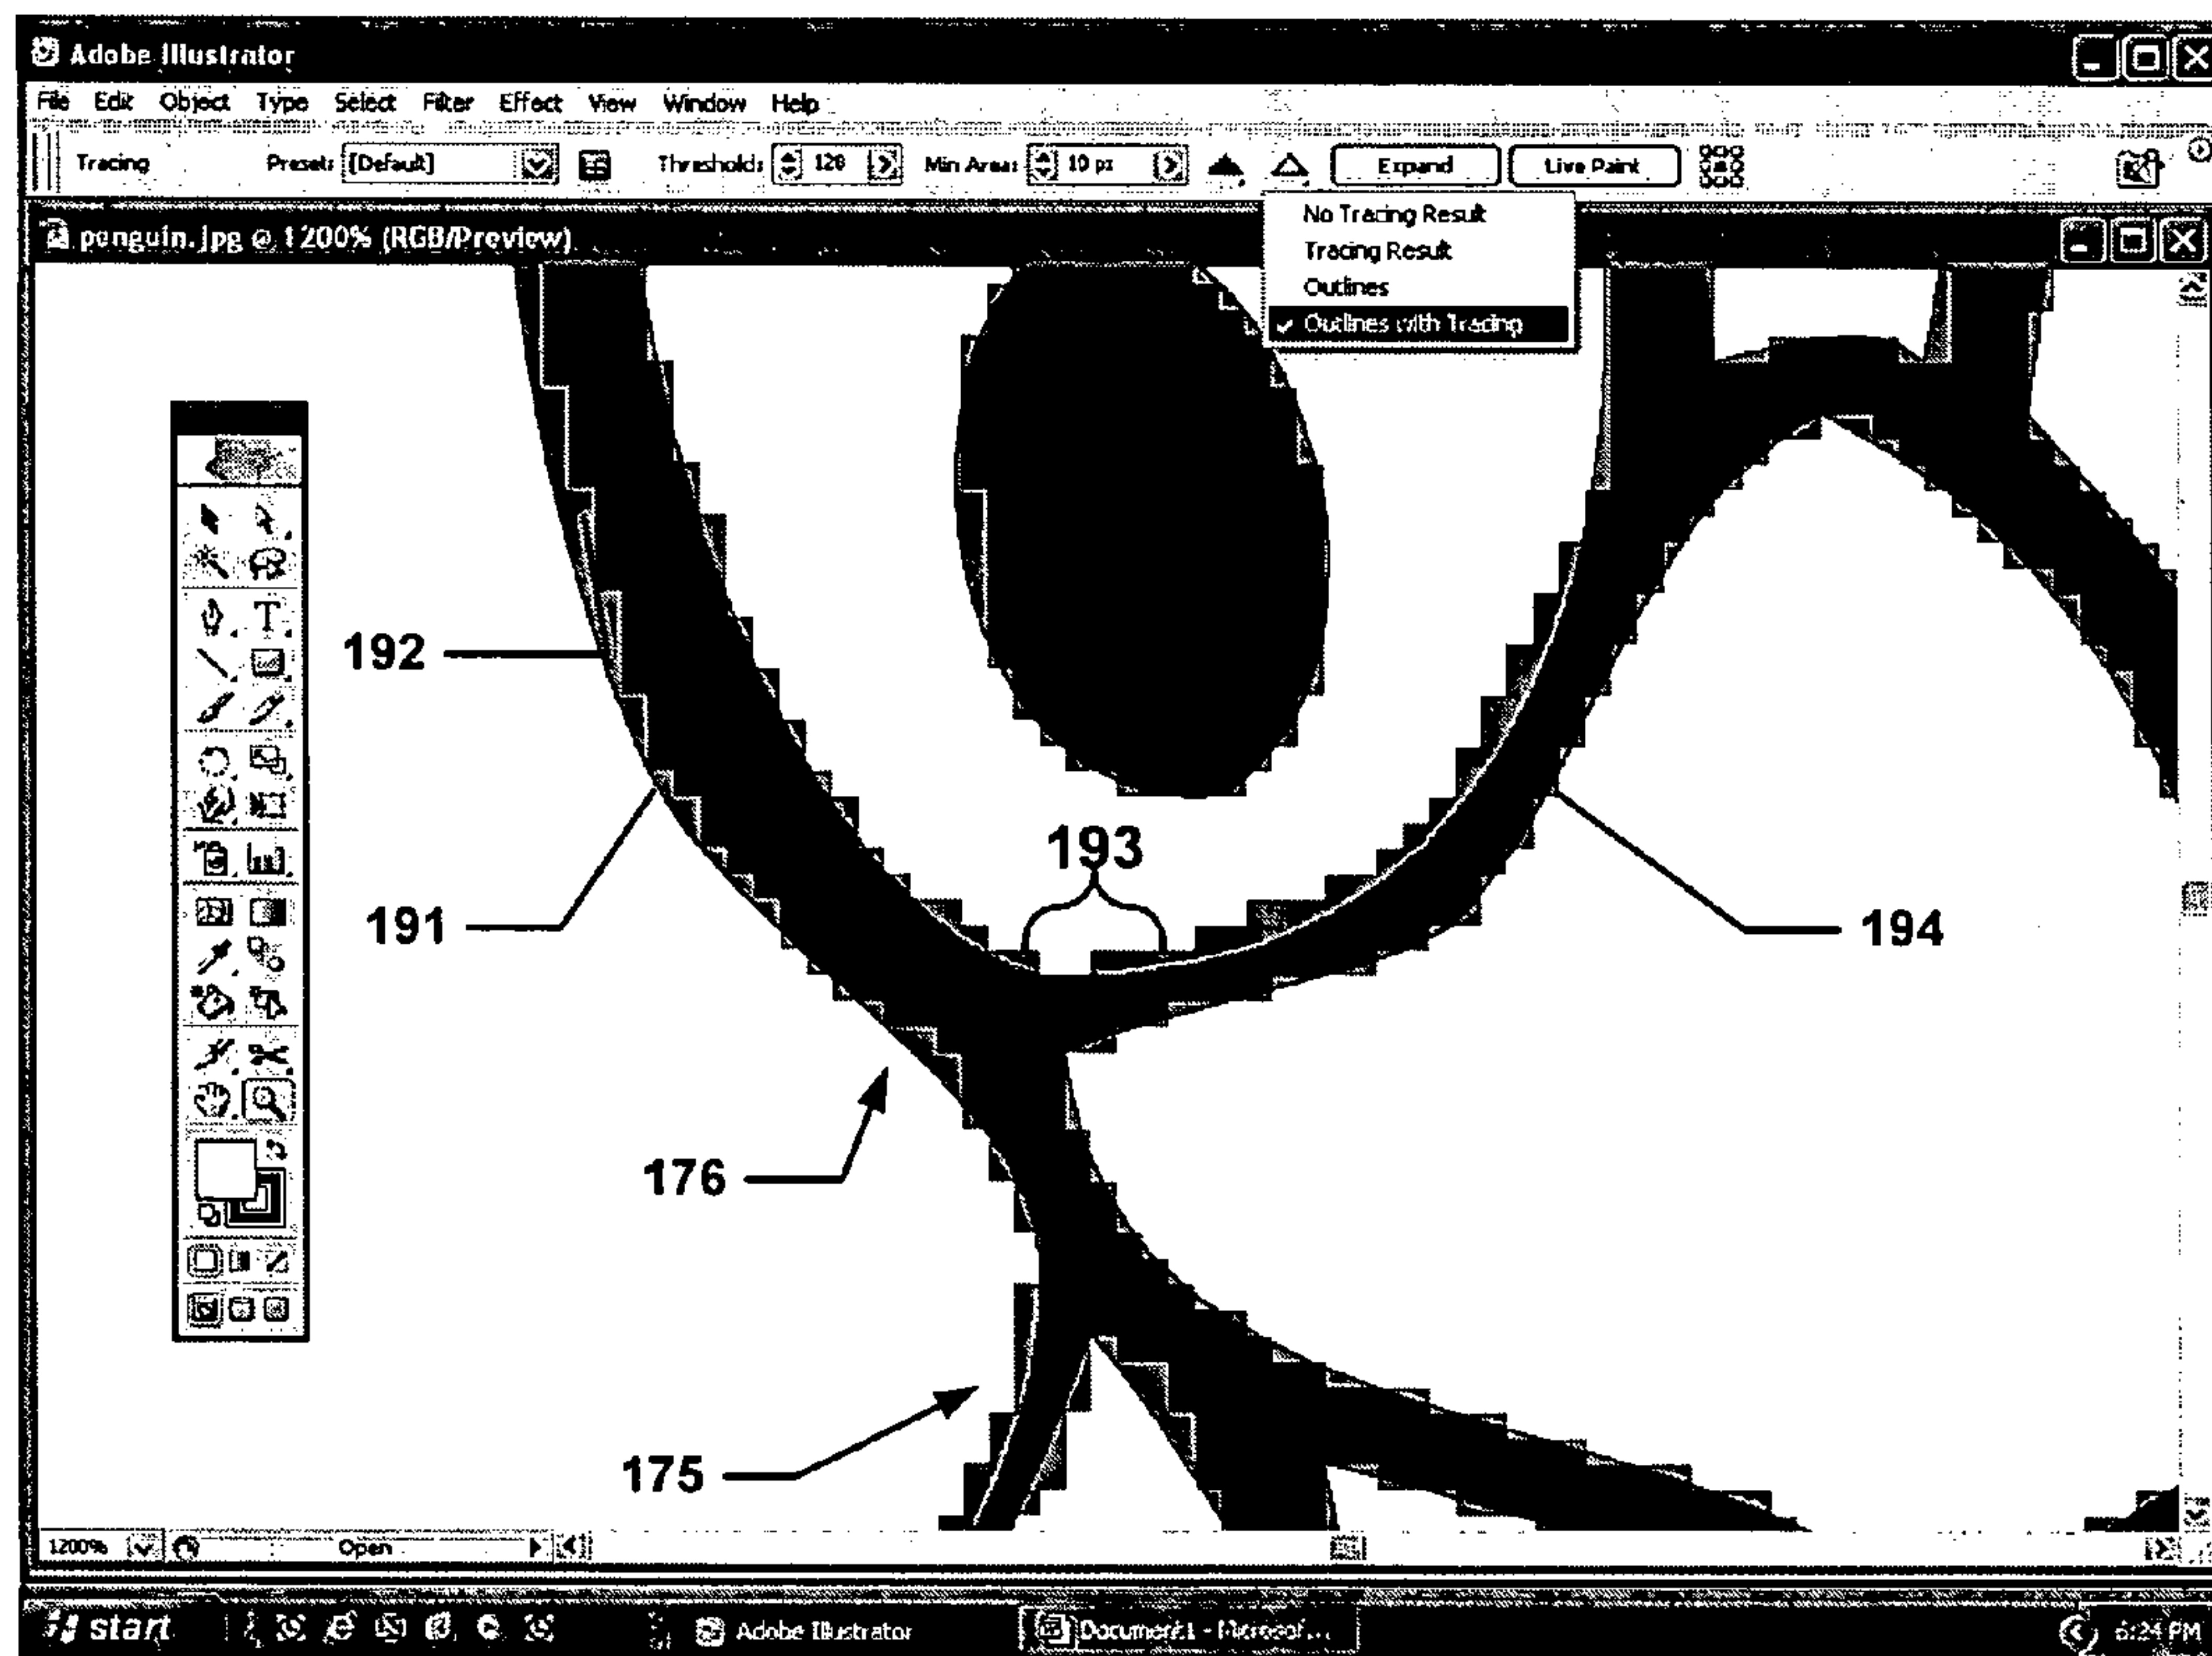 Adobe Illustrator
File Edit Object Type Select Filter Effect View Window Help
Tracing Preset: [Default] Threshold: 128 Min Area: 10 px Expand Live Paint
No Tracing Result
Tracing Result
Outlines
Outlines with Tracing
penguin.jpg @ 1200% (RGB/Preview)
T
192
193
191
194
176
175
1200% Open
start Adobe Illustrator Document1 - Microsof... 6:24 PM